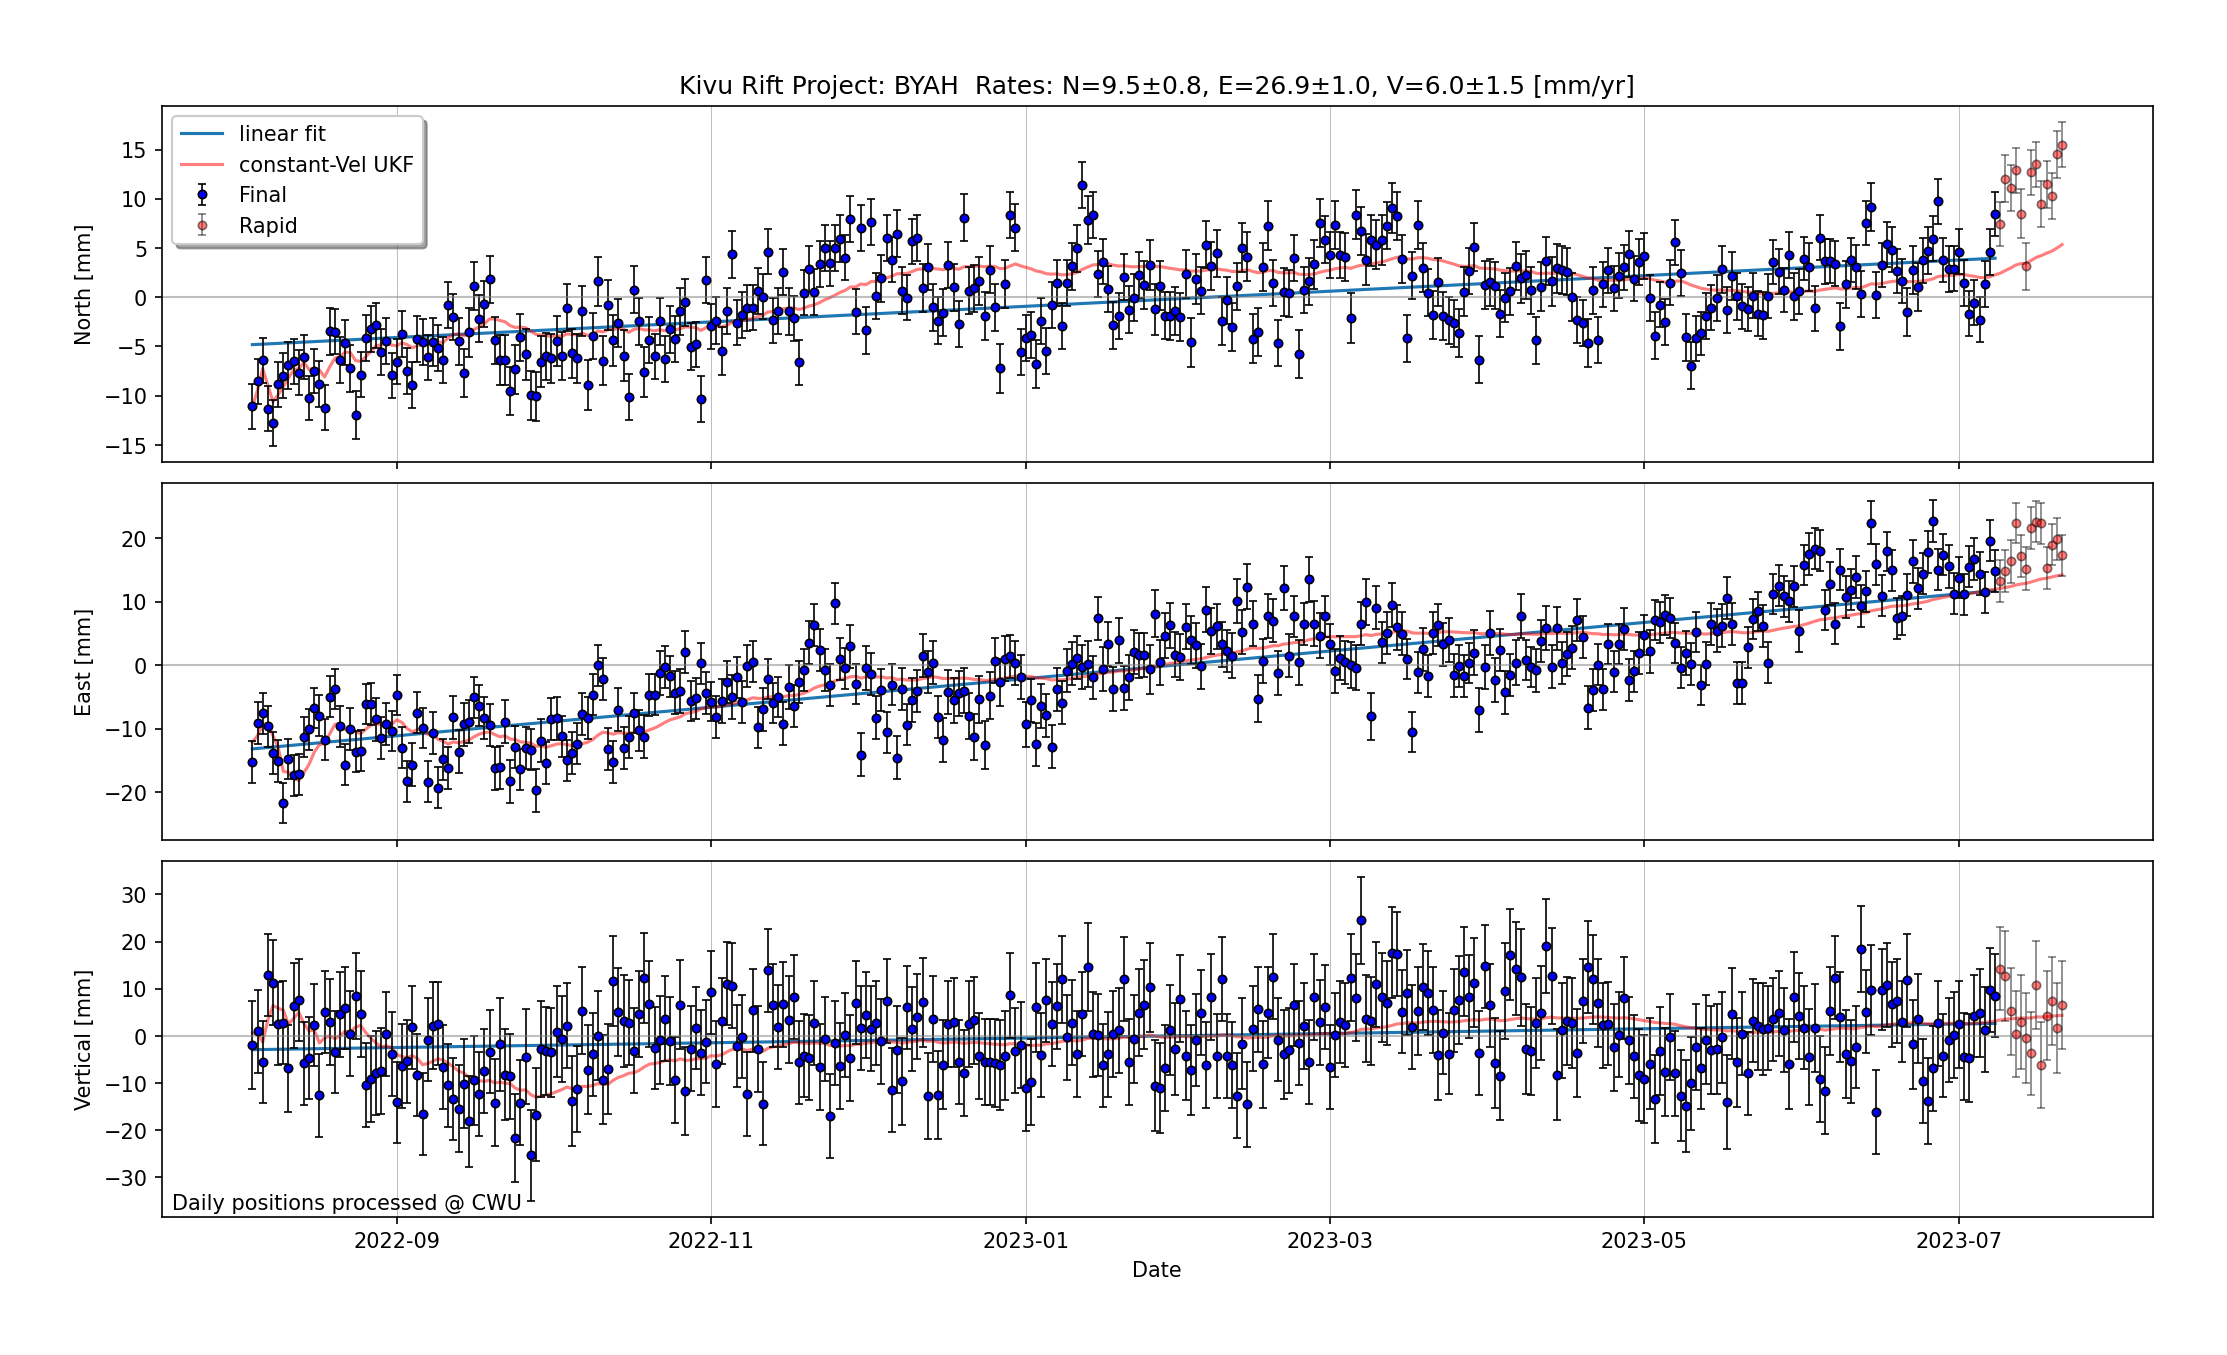 Kivu Rift Project: BYAH  Rates: N=9.5±0.8, E=26.9±1.0, V=6.0±1.5 [mm/yr]
linear fit
constant-Vel UKF
Final
Rapid
North [mm]
15
10
5
0
−5
−10
−15
East [mm]
20
10
0
−10
−20
Vertical [mm]
30
20
10
0
−10
−20
−30
Daily positions processed @ CWU
2022-09
2022-11
2023-01
2023-03
2023-05
2023-07
Date